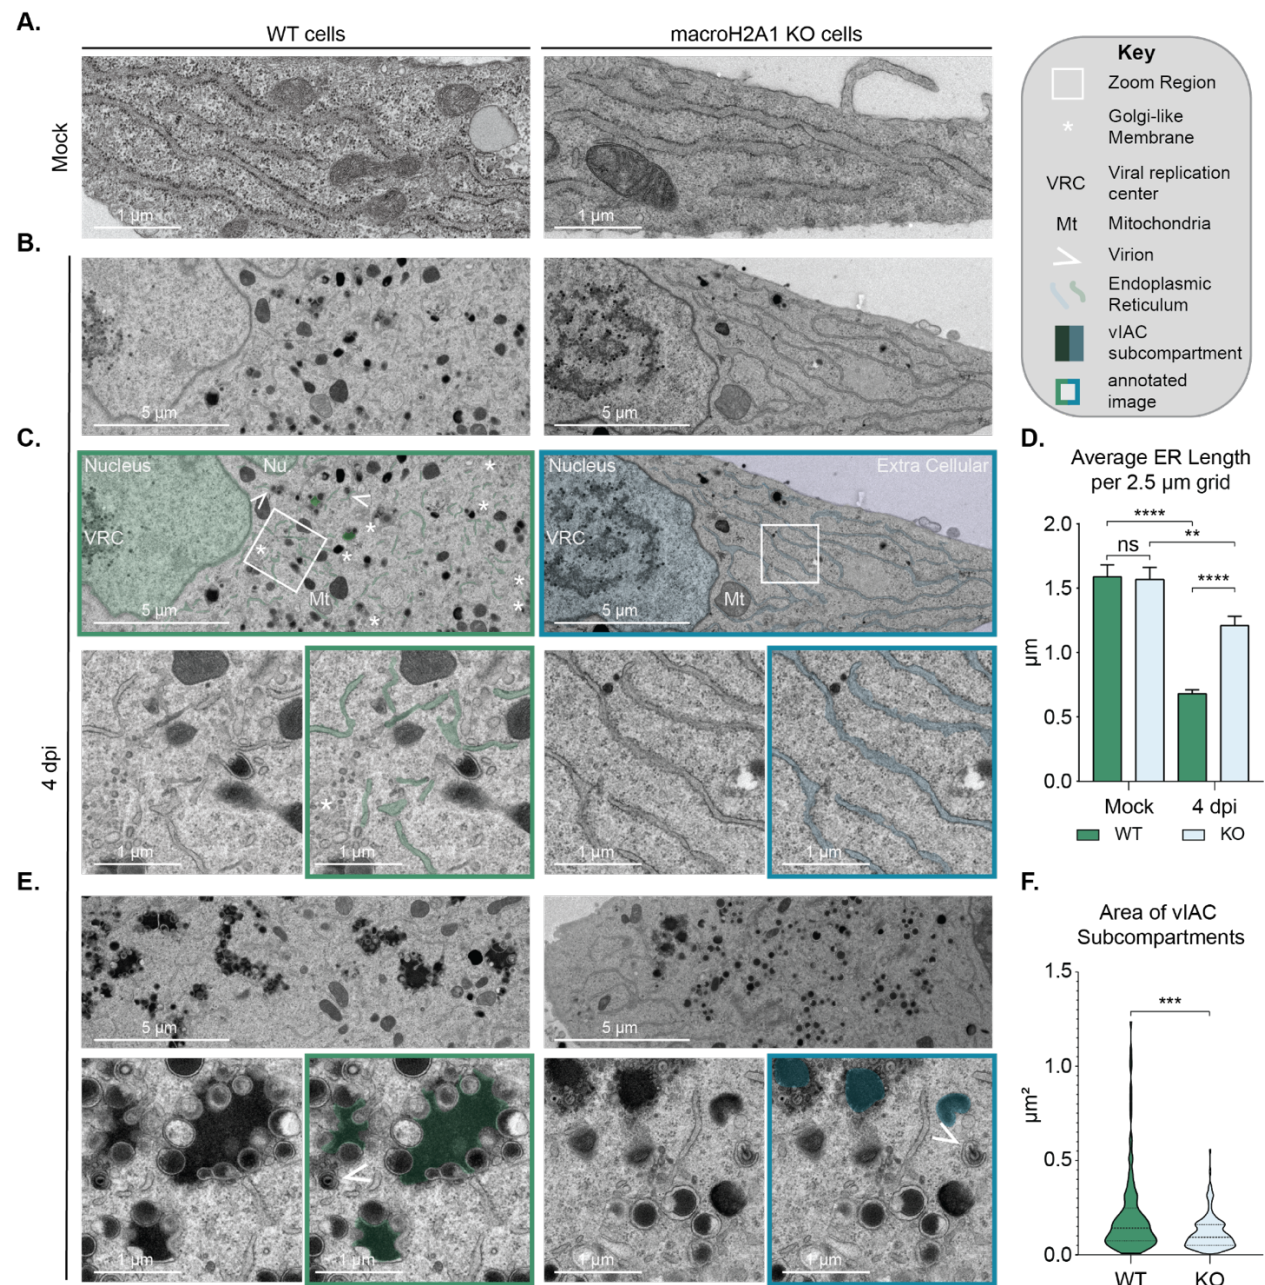 A.
WT cells
macroH2A1 KO cells
Mock
1 µm
1 µm
Key
Zoom Region
*
Golgi-like
Membrane
VRC
Viral replication
center
Mt
Mitochondria
Virion
Endoplasmic
Reticulum
vIAC
subcompartment
annotated
image
B.
4 dpi
5 µm
5 µm
C.
Nucleus
Nu.
*
*
*
*
*
*
*
*
VRC
Mt
5 µm
Nucleus
Extra Cellular
VRC
Mt
5 µm
1 µm
*
1 µm
1 µm
1 µm
D.
Average ER Length
per 2.5 µm grid
2.0
1.5
1.0
0.5
0.0
µm
****
ns
**
****
Mock
4 dpi
WT
KO
E.
5 µm
5 µm
1 µm
1 µm
1 µm
1 µm
F.
Area of vIAC
Subcompartments
1.5
1.0
0.5
0.0
µm²
***
WT
KO